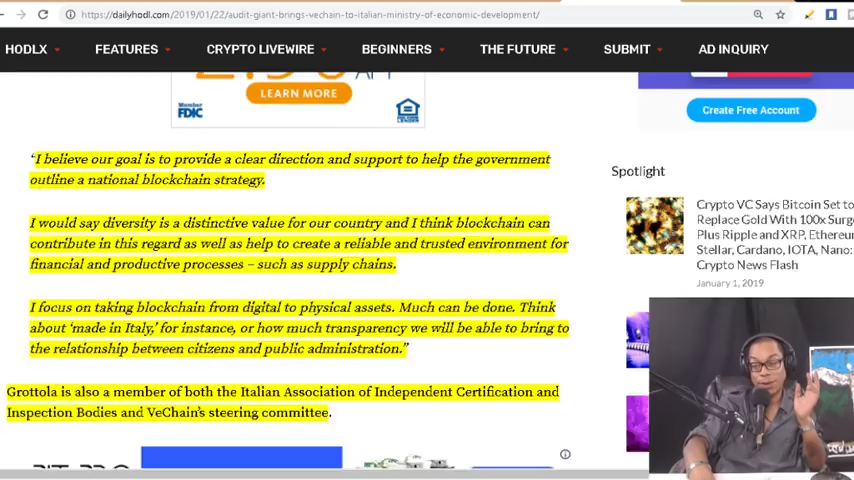 https://dailyhodl.com/2019/01/22/audit-giant-brings-vechain-to-italian-ministry-of-economic-development/
HODLX FEATURES CRYPTO LIVEWIRE BEGINNERS THE FUTURE SUBMIT AD INQUIRY
LEARN MORE
Member
FDIC
Create Free Account
"I believe our goal is to provide a clear direction and support to help the government
outline a national blockchain strategy.
I would say diversity is a distinctive value for our country and I think blockchain can
contribute in this regard as well as help to create a reliable and trusted environment for
financial and productive processes – such as supply chains.
I focus on taking blockchain from digital to physical assets. Much can be done. Think
about ‘made in Italy,’ for instance, or how much transparency we will be able to bring to
the relationship between citizens and public administration.”
Grottola is also a member of both the Italian Association of Independent Certification and
Inspection Bodies and VeChain’s steering committee.
Spotlight
Crypto VC Says Bitcoin Set to
Replace Gold With 100x Surge
Plus Ripple and XRP, Ethereum
Stellar, Cardano, IOTA, Nano:
Crypto News Flash
January 1, 2019